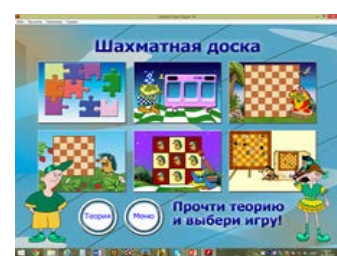 Шахматная доска
Теория
Меню
Прочти теорию
и выбери игру!